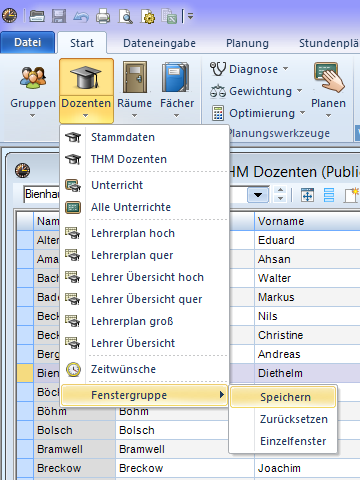 Datei Start Dateneingabe Planung Stundenplä
Gruppen Dozenten Räume Fächer Diagnose Gewichtung Optimierung Planen
Planungswerkzeuge
Stammdaten
THM Dozenten
Unterricht
Alle Unterrichte
Lehrerplan hoch
Lehrerplan quer
Lehrer Übersicht hoch
Lehrer Übersicht quer
Lehrerplan groß
Lehrer Übersicht
Zeitwünsche
Fenstergruppe
Speichern
Zurücksetzen
Einzelfenster
HM Dozenten (Public
Bienha
Nam Vorname
Alter Eduard
Ama Ahsan
Bach Walter
Bade Markus
Beck Nils
Beck Christine
Berg Andreas
Bien Diethelm
Böch
Böhm Böhm
Bolsch Bolsch
Bramwell Bramwell
Breckow Breckow Joachim